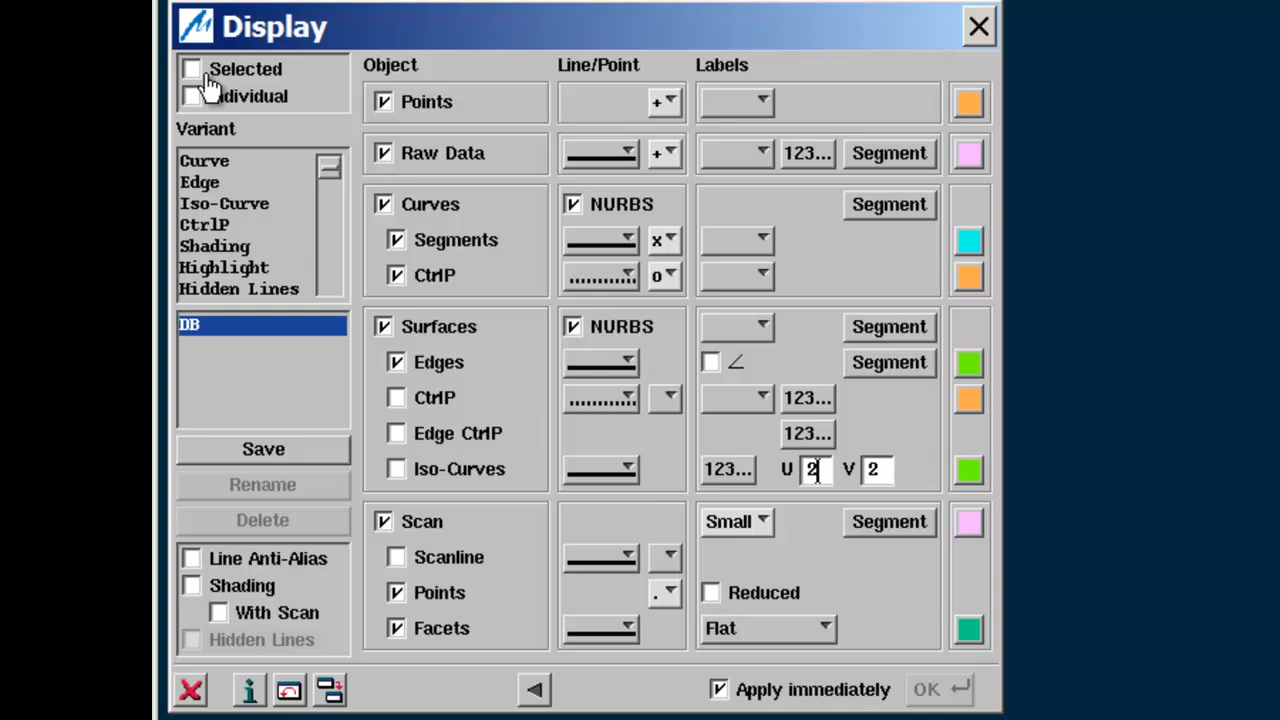 Display
Selected
Individual
Variant
Curve
Edge
Iso-Curve
CtrlP
Shading
Highlight
Hidden Lines
DB
Save
Rename
Delete
Line Anti-Alias
Shading
With Scan
Hidden Lines
Object Line/Point Labels
Points +
Raw Data + 123... Segment
Curves NURBS Segment
Segments x
CtrlP o
Surfaces NURBS Segment
Edges Segment
CtrlP 123...
Edge CtrlP 123...
Iso-Curves 123... U 2 V 2
Scan Small Segment
Scanline
Points . Reduced
Facets Flat
Apply immediately OK